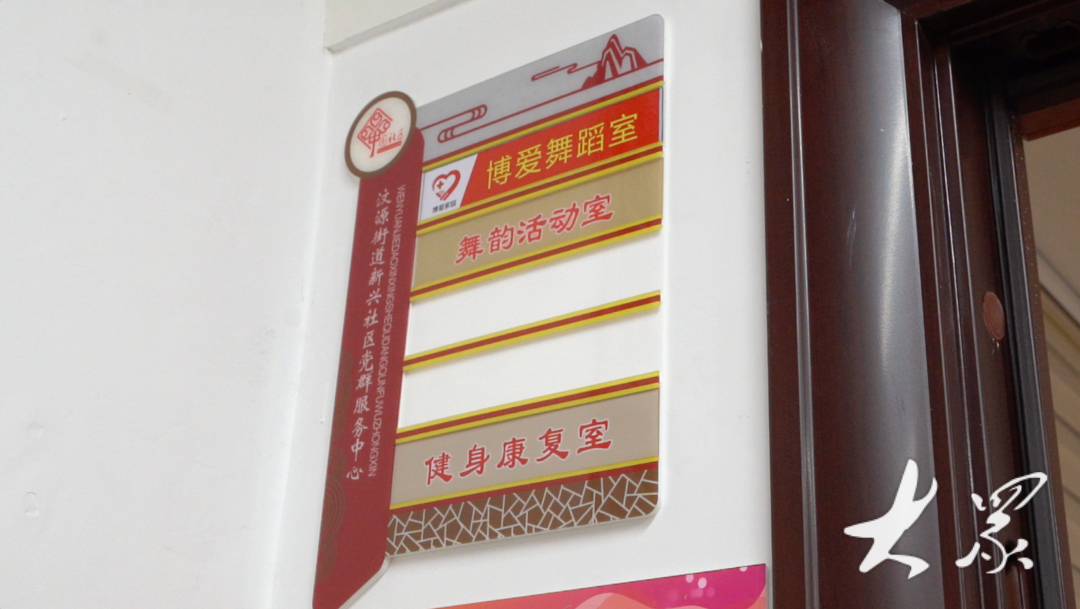 汶源街道新兴社区党群服务中心
WENYUANJIEDAOXINXINGSHEQUDANGQUNFUWUZHONGXIN
博爱家园
博爱舞蹈室
舞韵活动室
健身康复室
大众